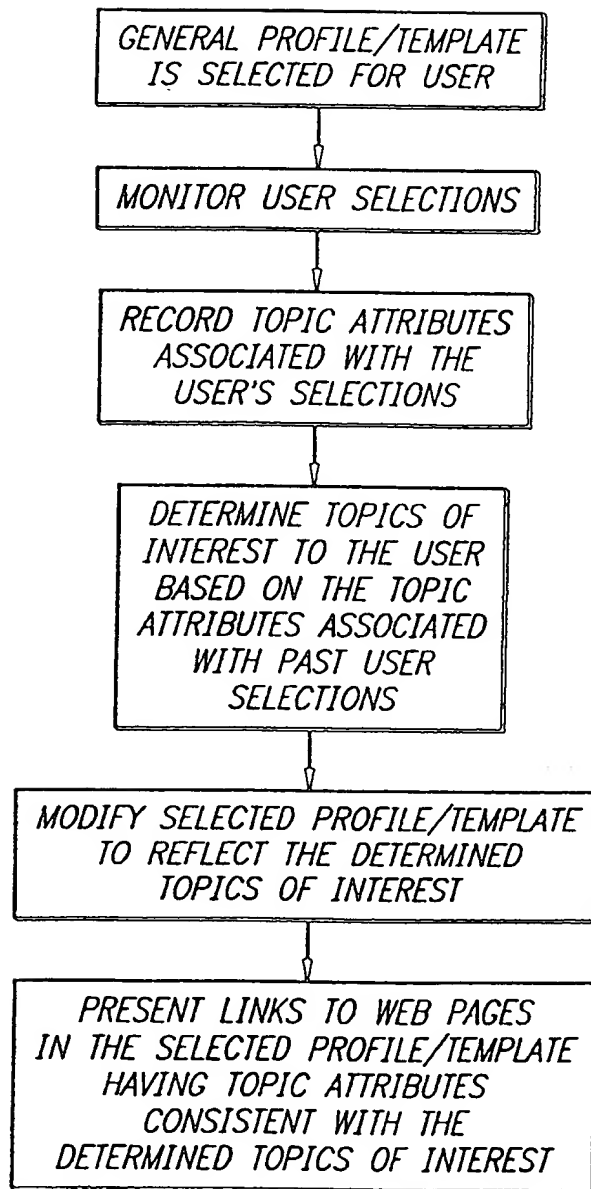 GENERAL PROFILE/TEMPLATE
IS SELECTED FOR USER
MONITOR USER SELECTIONS
RECORD TOPIC ATTRIBUTES
ASSOCIATED WITH THE
USER'S SELECTIONS
DETERMINE TOPICS OF
INTEREST TO THE USER
BASED ON THE TOPIC
ATTRIBUTES ASSOCIATED
WITH PAST USER
SELECTIONS
MODIFY SELECTED PROFILE/TEMPLATE
TO REFLECT THE DETERMINED
TOPICS OF INTEREST
PRESENT LINKS TO WEB PAGES
IN THE SELECTED PROFILE/TEMPLATE
HAVING TOPIC ATTRIBUTES
CONSISTENT WITH THE
DETERMINED TOPICS OF INTEREST